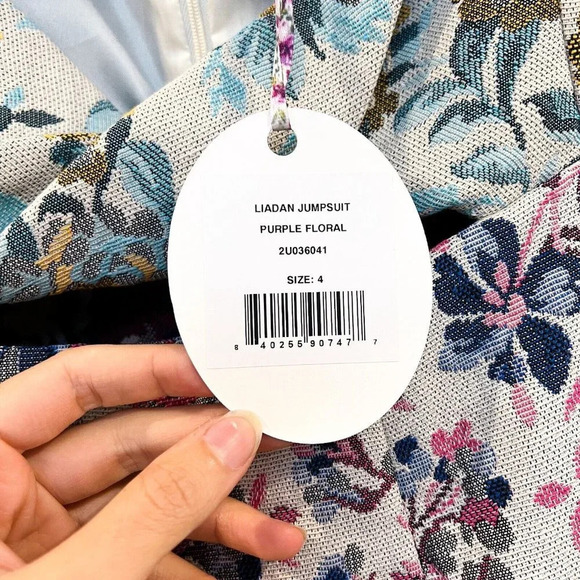 LIADAN JUMPSUIT
PURPLE FLORAL
2U036041
SIZE: 4
8 40255 90747 7